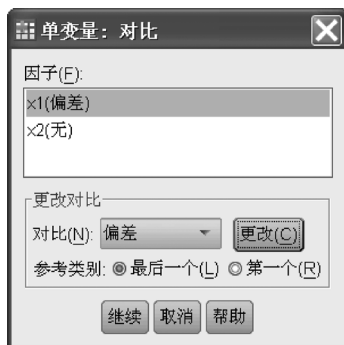 单变量：对比
因子(F):
x1(偏差)
x2(无)
更改对比
对比(N): 偏差 更改(C)
参考类别: 最后一个(L) 第一个(R)
继续 取消 帮助